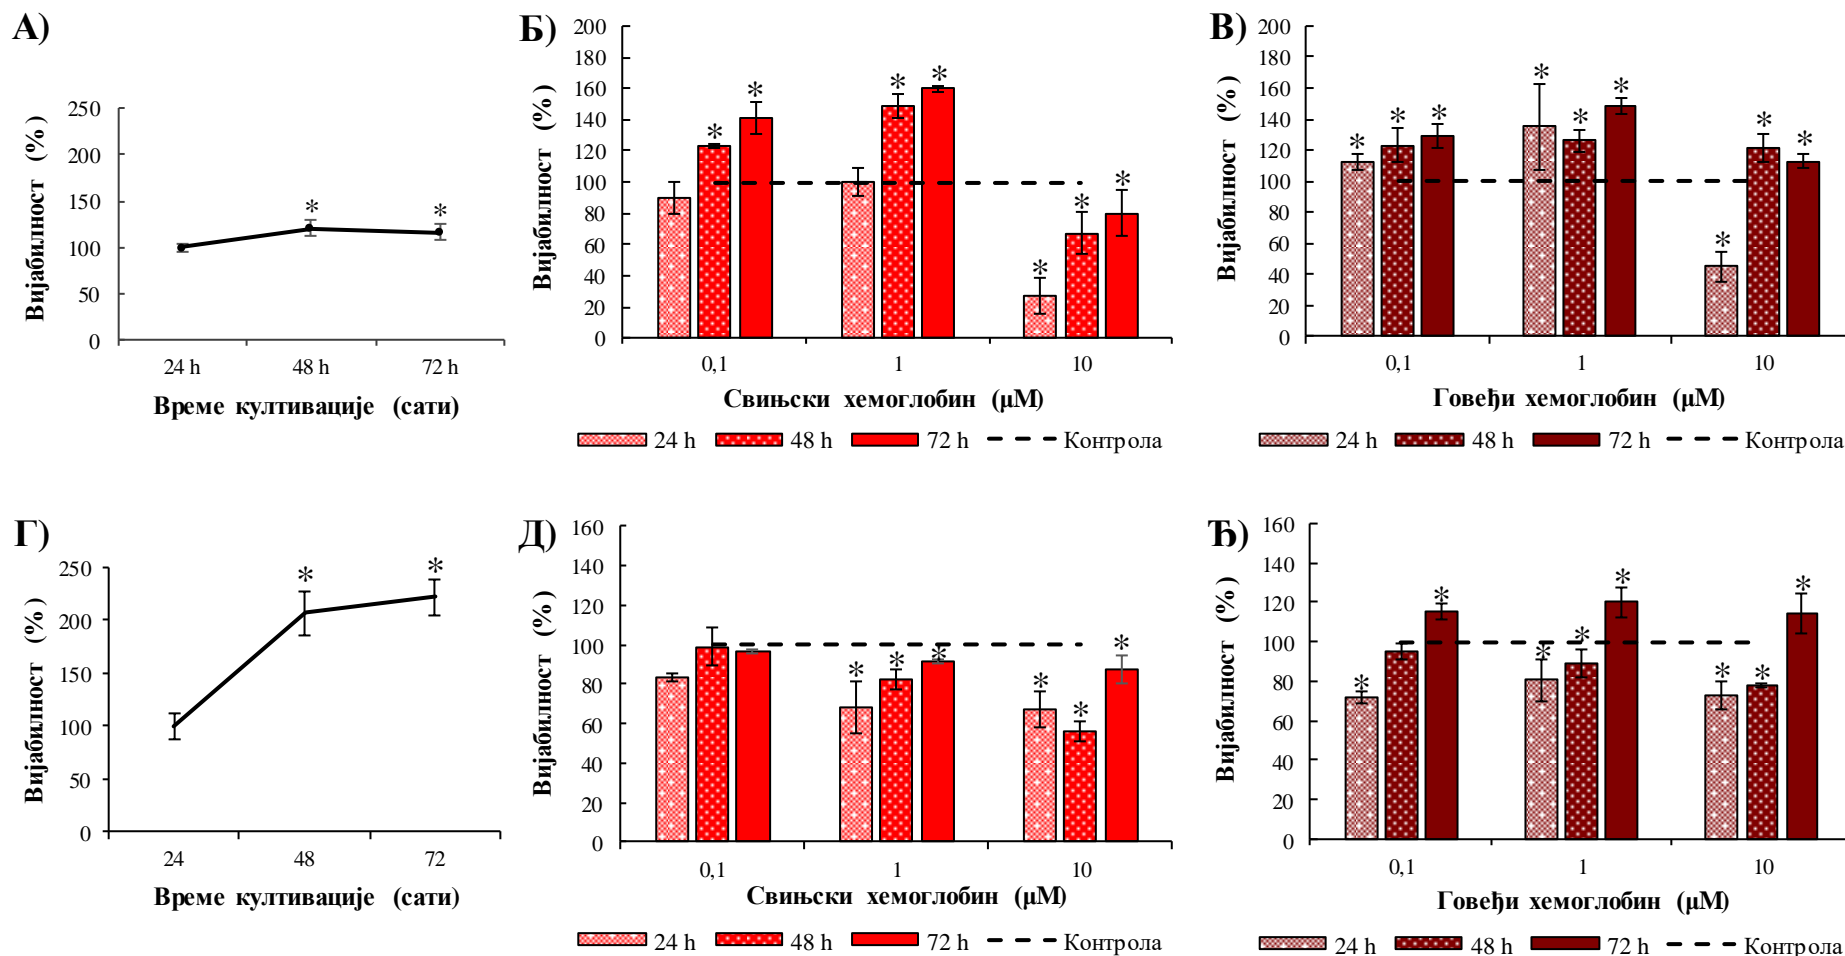 А)
Вијабилност (%)
250
200
150
100
50
0
*
*
24 h 48 h 72 h
Време култивације (сати)
Б)
Вијабилност (%)
200
180
160
140
120
100
80
60
40
20
0
* * * * * * *
0,1 1 10
Свињски хемоглобин (μM)
24 h 48 h 72 h Контрола
В)
Вијабилност (%)
200
180
160
140
120
100
80
60
40
20
0
* * * * * * * * *
0,1 1 10
Говеђи хемоглобин (μM)
24 h 48 h 72 h Контрола
Г)
Вијабилност (%)
250
200
150
100
50
0
* *
24 48 72
Време култивације (сати)
Д)
Вијабилност (%)
160
140
120
100
80
60
40
20
0
* * * * * *
0,1 1 10
Свињски хемоглобин (μM)
24 h 48 h 72 h Контрола
Ђ)
Вијабилност (%)
160
140
120
100
80
60
40
20
0
* * * * * * * *
0,1 1 10
Говеђи хемоглобин (μM)
24 h 48 h 72 h Контрола